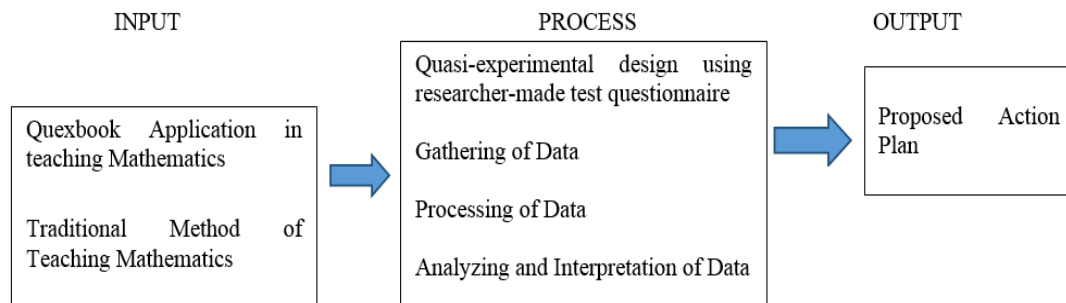 INPUT
PROCESS
OUTPUT
Quexbook Application in
teaching Mathematics
Traditional Method of
Teaching Mathematics
Quasi-experimental design using
researcher-made test questionnaire
Gathering of Data
Processing of Data
Analyzing and Interpretation of Data
Proposed Action
Plan